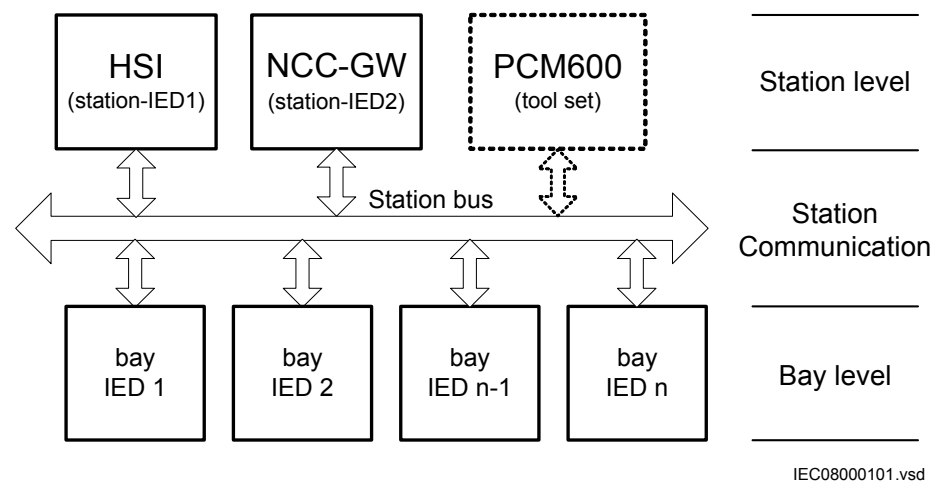 HSI
(station-IED1)
NCC-GW
(station-IED2)
PCM600
(tool set)
Station level
Station bus
Station
Communication
bay
IED 1
bay
IED 2
bay
IED n-1
bay
IED n
Bay level
IEC08000101.vsd